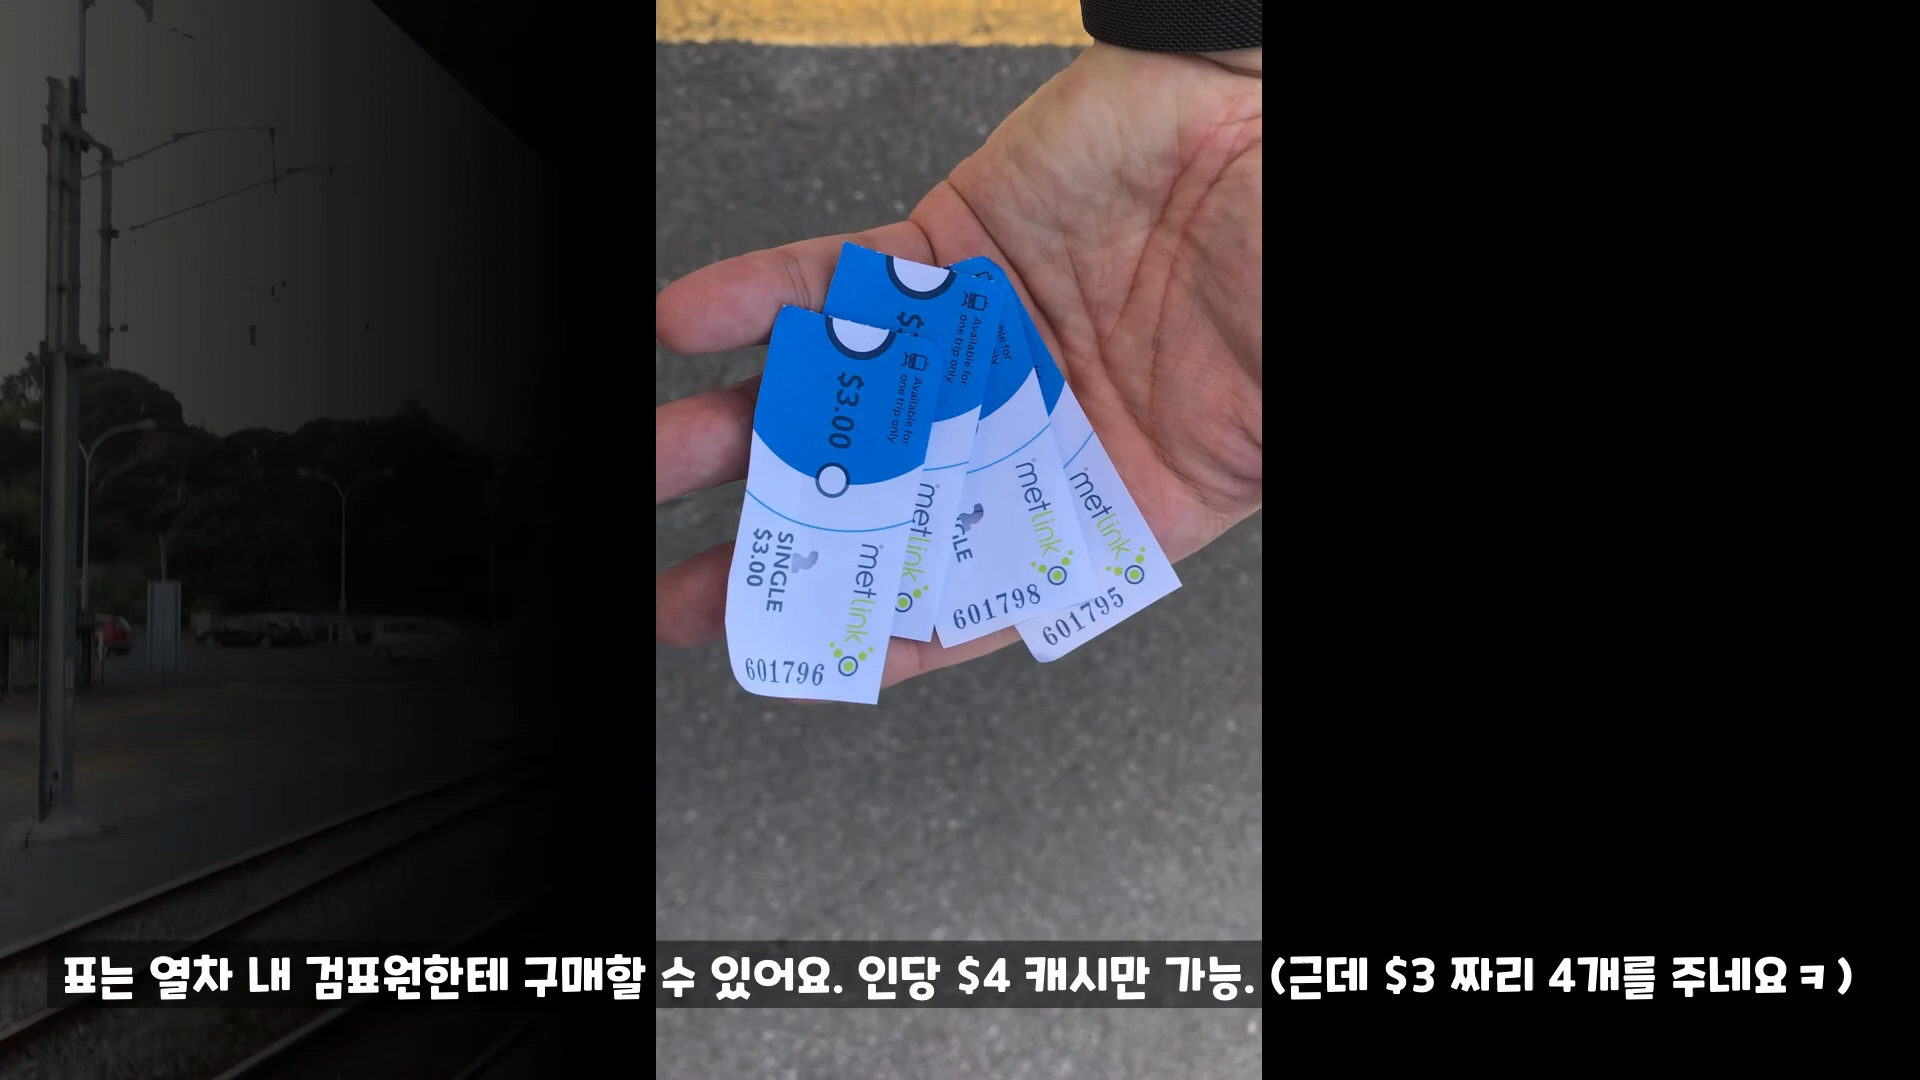 $3.00
Available for
one trip only
metlink
SINGLE
$3.00
601796
Available for
one trip only
metlink
metlink
601798
metlink
601795
표는 열차 내 검표원한테 구매할 수 있어요. 인당 $4 캐시만 가능. (근데 $3 짜리 4개를 주네요ㅋ)